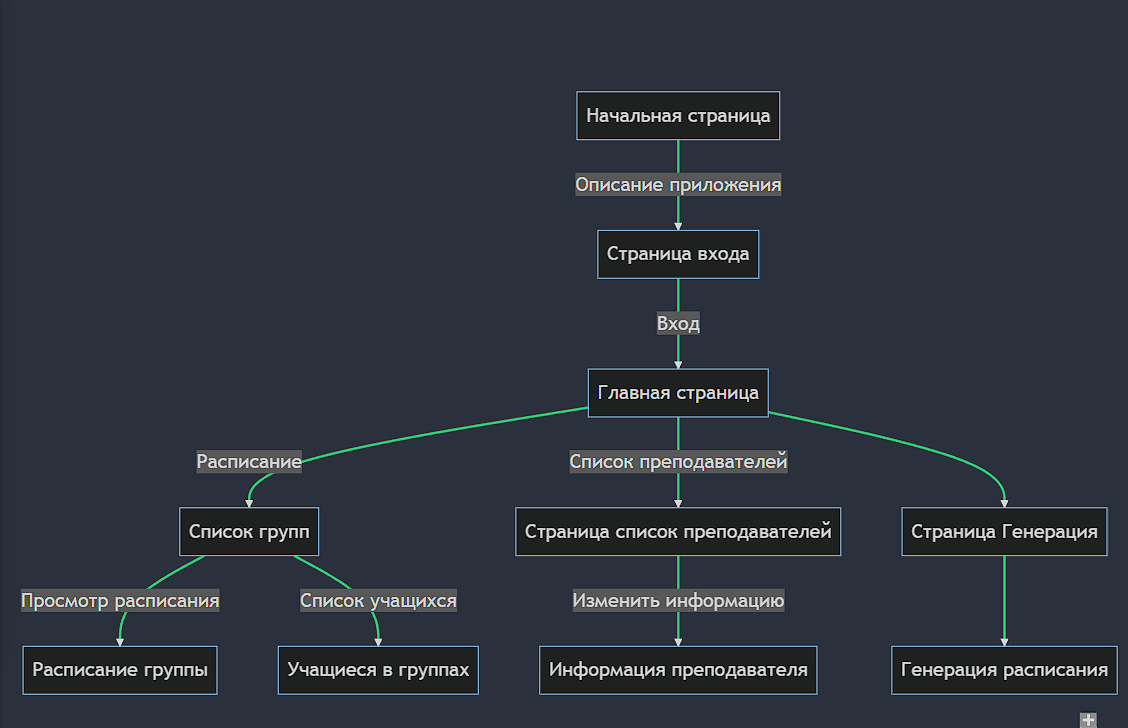 Начальная страница
Описание приложения
Страница входа
Вход
Главная страница
Расписание
Список преподавателей
Список групп
Страница список преподавателей
Страница Генерация
Просмотр расписания
Список учащихся
Изменить информацию
Расписание группы
Учащиеся в группах
Информация преподавателя
Генерация расписания